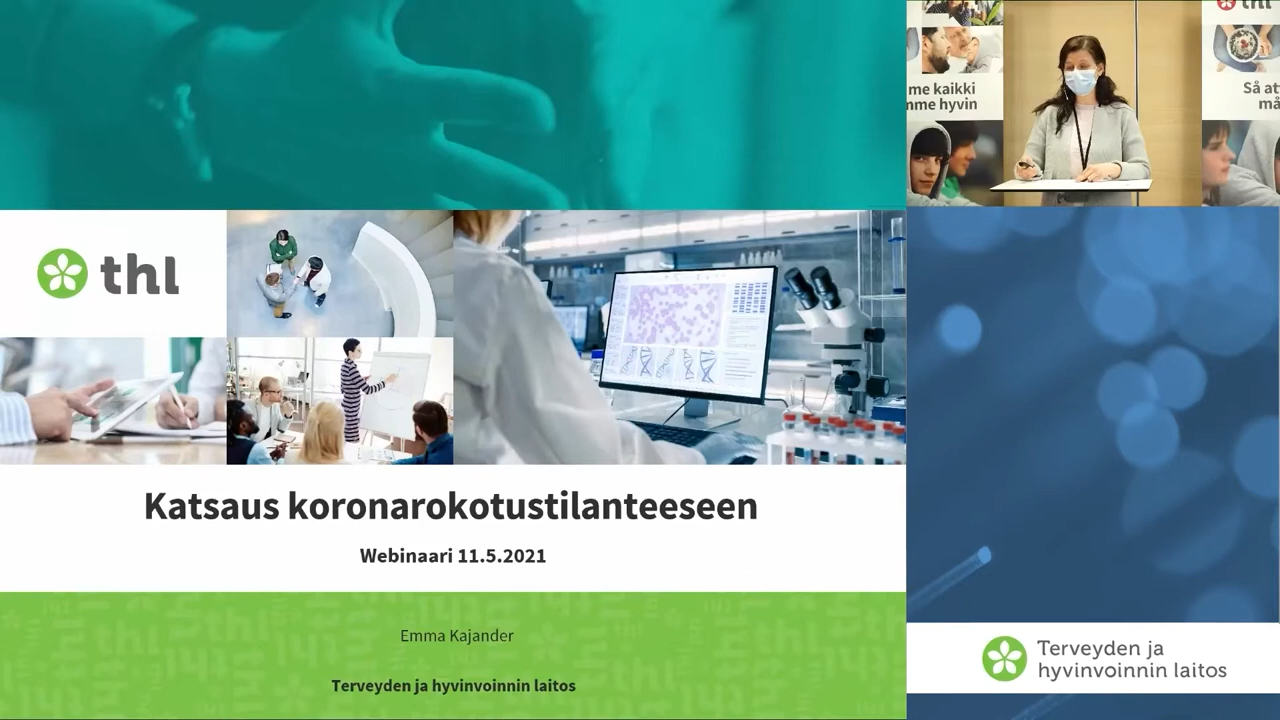 thl
Katsaus koronarokotustilanteeseen
Webinaari 11.5.2021
Emma Kajander
Terveyden ja hyvinvoinnin laitos
thl
me kaikki
mme hyvin
Så at
må
Terveyden ja
hyvinvoinnin laitos